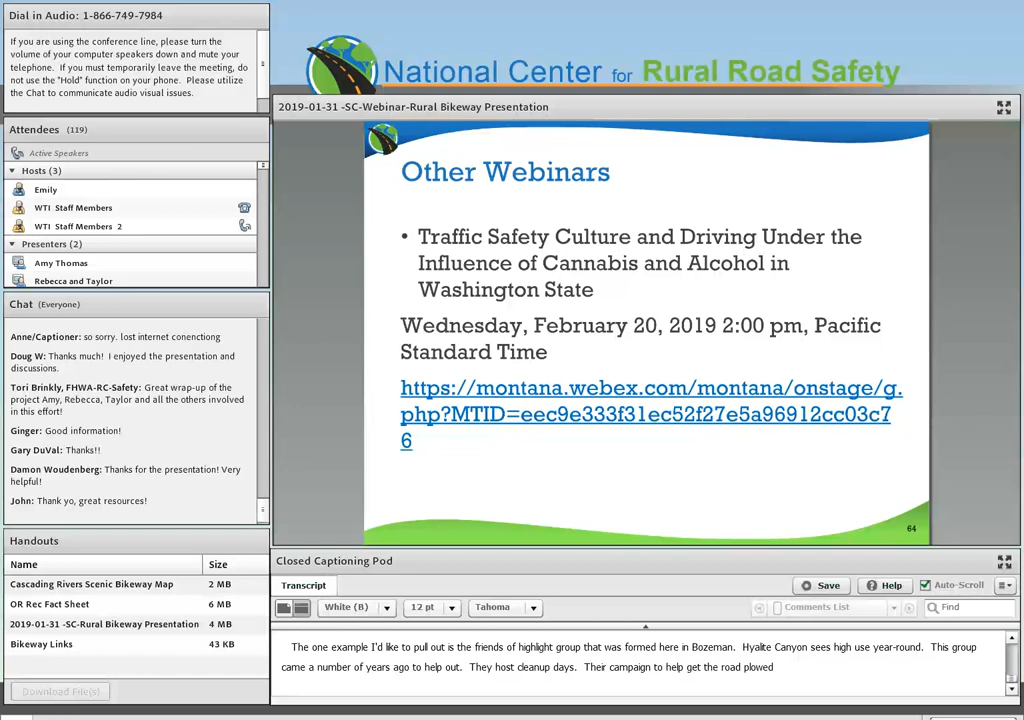 Dial in Audio: 1-866-749-7984
If you are using the conference line, please turn the
volume of your computer speakers down and mute your
telephone. If you must temporarily leave the meeting, do
not use the "Hold" function on your phone. Please utilize
the Chat to communicate audio visual issues.
Attendees (119)
Active Speakers
Hosts (3)
Emily
WTI Staff Members
WTI Staff Members 2
Presenters (2)
Amy Thomas
Rebecca and Taylor
Chat (Everyone)
Anne/Captioner: so sorry. lost internet conenctiong
Doug W: Thanks much! I enjoyed the presentation and
discussions.
Tori Brinkly, FHWA-RC-Safety: Great wrap-up of the
project Amy, Rebecca, Taylor and all the others involved
in this effort!
Ginger: Good information!
Gary DuVal: Thanks!!
Damon Woudenberg: Thanks for the presentation! Very
helpful!
John: Thank yo, great resources!
Handouts
Name Size
Cascading Rivers Scenic Bikeway Map 2 MB
OR Rec Fact Sheet 6 MB
2019-01-31 -SC-Rural Bikeway Presentation 4 MB
Bikeway Links 43 KB
Download File(s)
National Center for Rural Road Safety
2019-01-31 -SC-Webinar-Rural Bikeway Presentation
Other Webinars
• Traffic Safety Culture and Driving Under the
Influence of Cannabis and Alcohol in
Washington State
Wednesday, February 20, 2019 2:00 pm, Pacific
Standard Time
https://montana.webex.com/montana/onstage/g.
php?MTID=eec9e333f31ec52f27e5a96912cc03c7
6
64
Closed Captioning Pod
Transcript
Save
Help
Auto-Scroll
White (B)
12 pt
Tahoma
Comments List
Find
The one example I'd like to pull out is the friends of highlight group that was formed here in Bozeman. Hyalite Canyon sees high use year-round. This group
came a number of years ago to help out. They host cleanup days. Their campaign to help get the road plowed